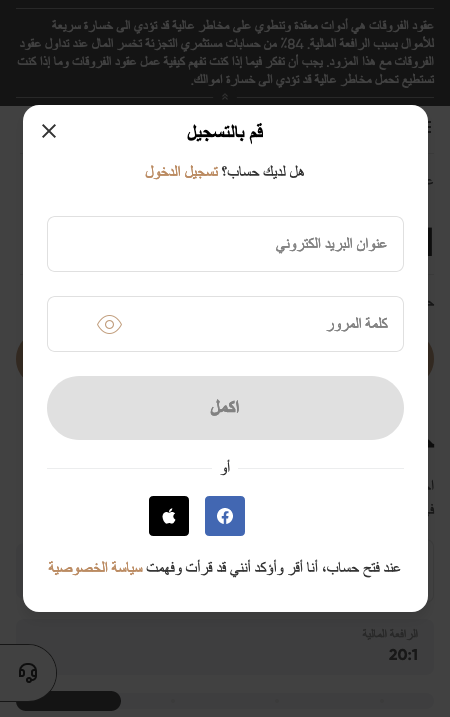 عقود الفروقات هي أدوات معقدة وتنطوي على مخاطر عالية قد تؤدي الى خسارة سريعة
للأموال بسبب الرافعة المالية. 84٪ من حسابات مستثمري التجزئة تخسر المال عند تداول عقود
الفروقات مع هذا المزود. يجب أن تفكر فيما إذا كنت تفهم كيفية عمل عقود الفروقات وما إذا كنت
تستطيع تحمل مخاطر عالية قد تؤدي الى خسارة اموالك.
قم بالتسجيل
هل لديك حساب؟ تسجيل الدخول
عنوان البريد الكتروني
كلمة المرور
اكمل
أو
عند فتح حساب، أنا أقر وأؤكد أنني قد قرأت وفهمت سياسة الخصوصية
الرافعة المالية
20:1